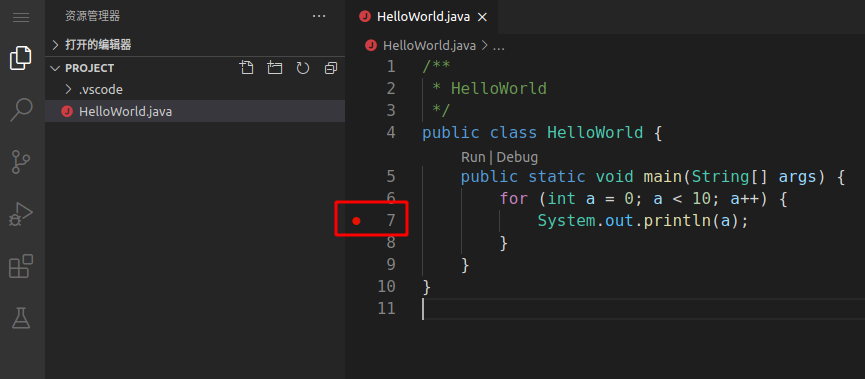 资源管理器
打开的编辑器
PROJECT
.vscode
HelloWorld.java
HelloWorld.java
HelloWorld.java > ...
1 /**
2  * HelloWorld
3  */
4 public class HelloWorld {
Run | Debug
5     public static void main(String[] args) {
6         for (int a = 0; a < 10; a++) {
7             System.out.println(a);
8         }
9     }
10 }
11